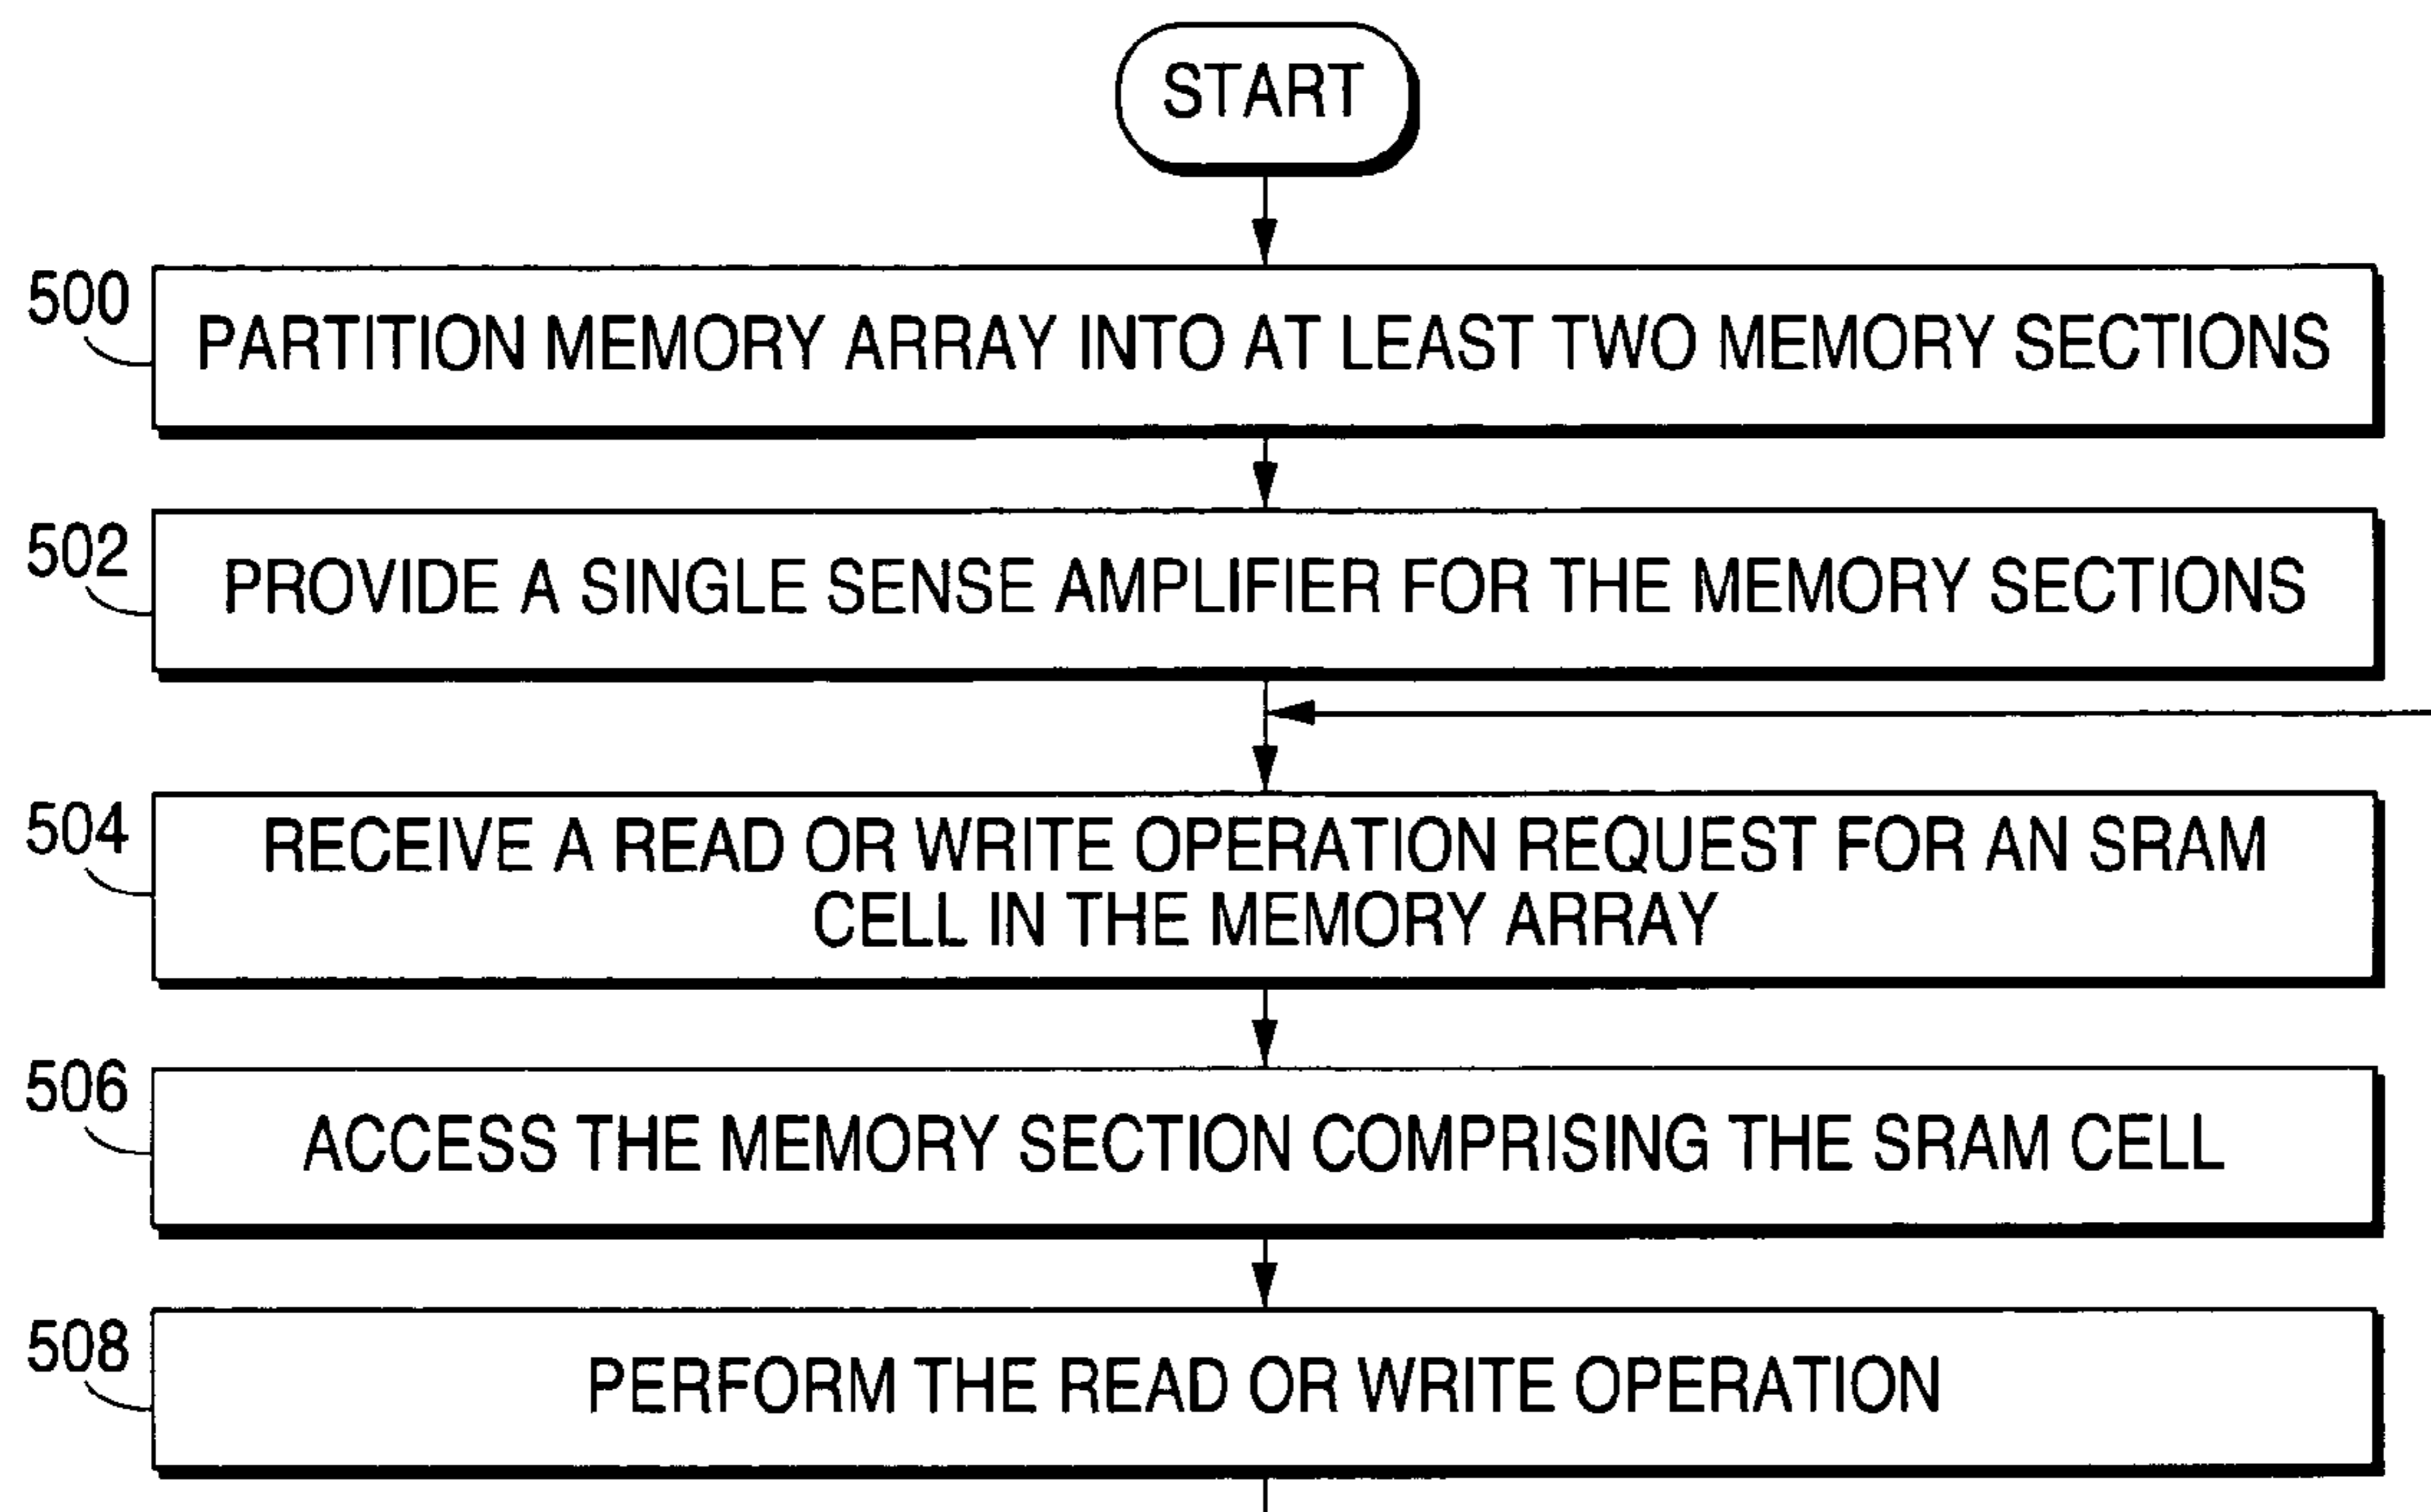 START
500
PARTITION MEMORY ARRAY INTO AT LEAST TWO MEMORY SECTIONS
502
PROVIDE A SINGLE SENSE AMPLIFIER FOR THE MEMORY SECTIONS
504
RECEIVE A READ OR WRITE OPERATION REQUEST FOR AN SRAM
CELL IN THE MEMORY ARRAY
506
ACCESS THE MEMORY SECTION COMPRISING THE SRAM CELL
508
PERFORM THE READ OR WRITE OPERATION